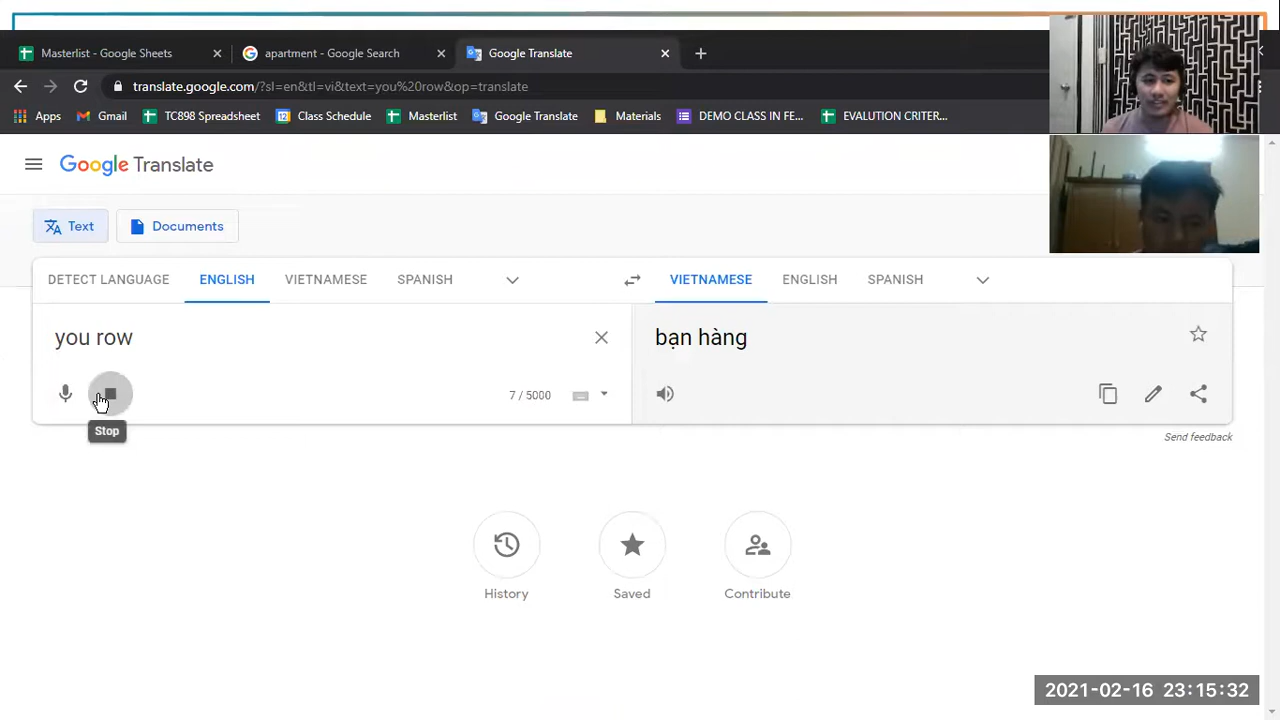 Masterlist - Google Sheets
apartment - Google Search
Google Translate
translate.google.com/?sl=en&tl=vi&text=you%20row&op=translate
Apps
Gmail
TC898 Spreadsheet
12
Class Schedule
Masterlist
Google Translate
Materials
DEMO CLASS IN FE...
EVALUTION CRITER...
Google Translate
Text
Documents
DETECT LANGUAGE
ENGLISH
VIETNAMESE
SPANISH
VIETNAMESE
ENGLISH
SPANISH
you row
bạn hàng
7 / 5000
Stop
Send feedback
History
Saved
Contribute
2021-02-16 23:15:32